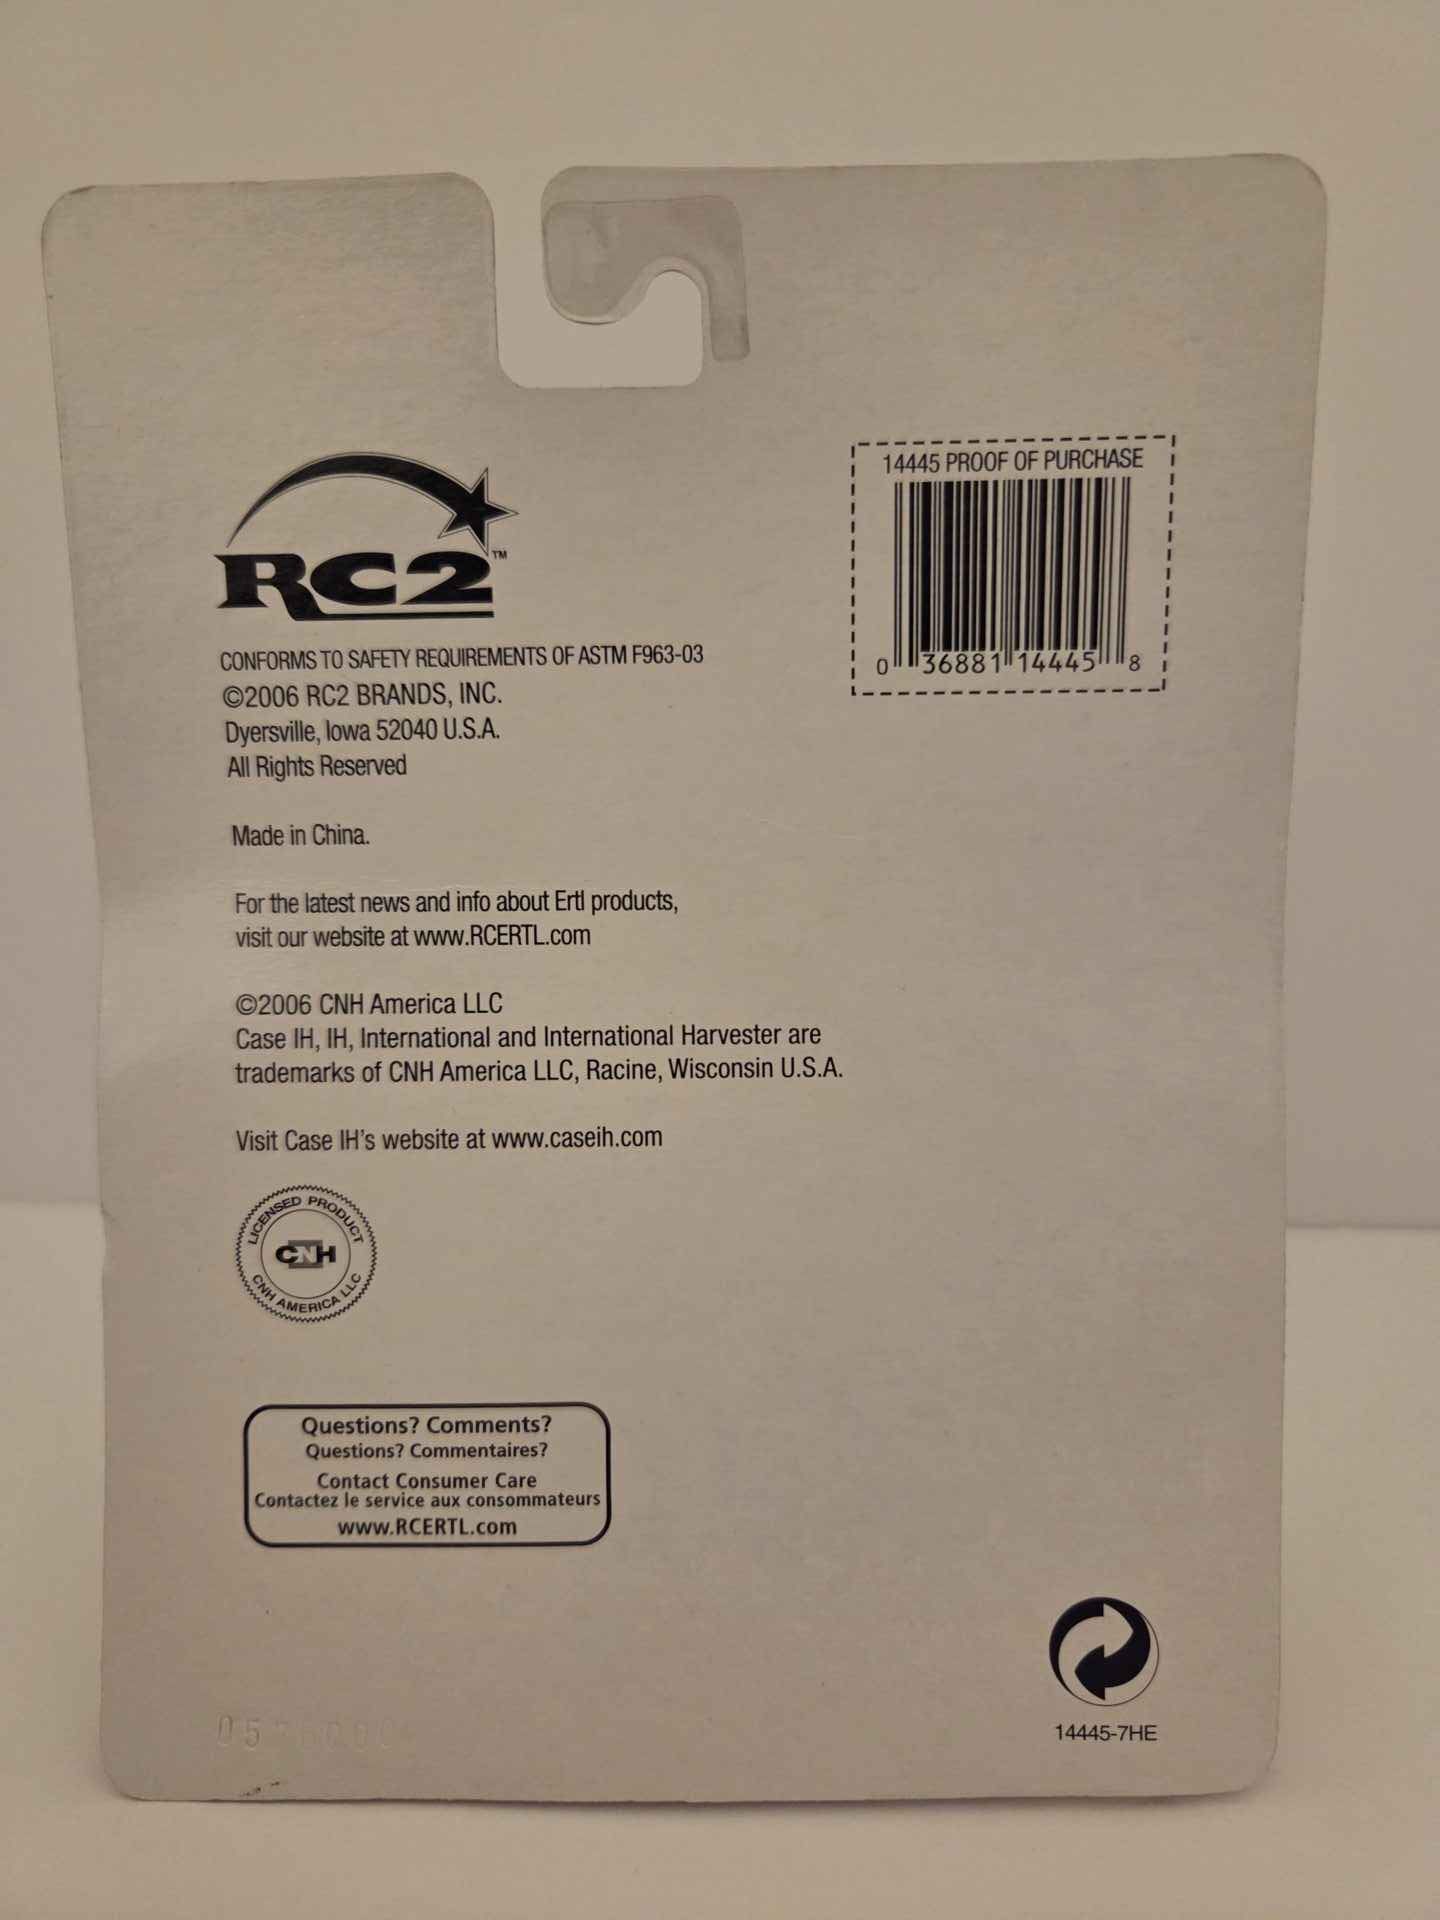 RC2™
CONFORMS TO SAFETY REQUIREMENTS OF ASTM F963-03
©2006 RC2 BRANDS, INC.
Dyersville, Iowa 52040 U.S.A.
All Rights Reserved
Made in China.
For the latest news and info about Ertl products,
visit our website at www.RCERTL.com
©2006 CNH America LLC
Case IH, IH, International and International Harvester are
trademarks of CNH America LLC, Racine, Wisconsin U.S.A.
Visit Case IH's website at www.caseih.com
LICENSED PRODUCT
CNH
CNH AMERICA LLC
Questions? Comments?
Questions? Commentaires?
Contact Consumer Care
Contactez le service aux consommateurs
www.RCERTL.com
14445 PROOF OF PURCHASE
0 36881 14445 8
14445-7HE